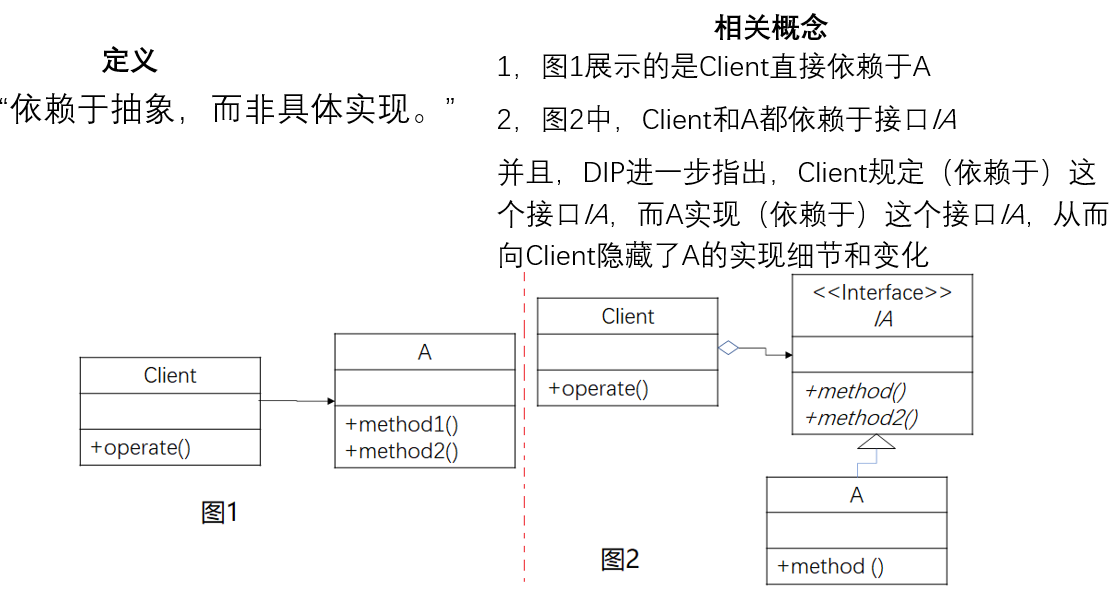 定义
“依赖于抽象，而非具体实现。”
相关概念
1，图1展示的是Client直接依赖于A
2，图2中，Client和A都依赖于接口IA
并且，DIP进一步指出，Client规定（依赖于）这
个接口IA，而A实现（依赖于）这个接口IA，从而
向Client隐藏了A的实现细节和变化
Client
+operate()
A
+method1()
+method2()
图1
Client
+operate()
<<Interface>>
IA
+method()
+method2()
A
+method ()
图2